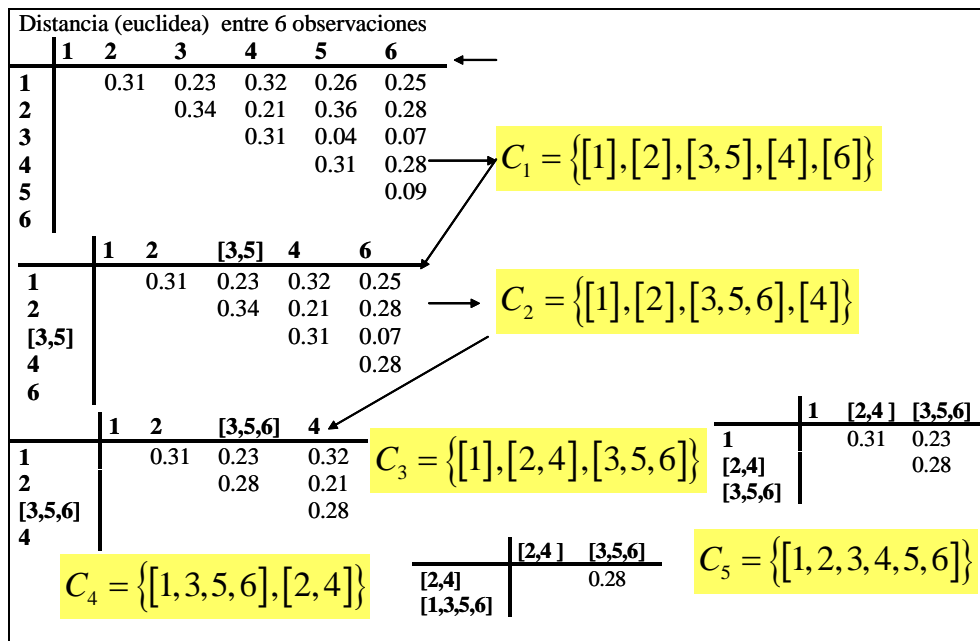 Distancia (euclidea) entre 6 observaciones
1 2 3 4 5 6
1 0.31 0.23 0.32 0.26 0.25
2 0.34 0.21 0.36 0.28
3 0.31 0.04 0.07
4 0.31 0.28
5 0.09
6
C₁ = {[1],[2],[3,5],[4],[6]}
1 2 [3,5] 4 6
1 0.31 0.23 0.32 0.25
2 0.34 0.21 0.28
[3,5] 0.31 0.07
4 0.28
6
C₂ = {[1],[2],[3,5,6],[4]}
1 2 [3,5,6] 4
1 0.31 0.23 0.32
2 0.28 0.21
[3,5,6] 0.28
4
C₃ = {[1],[2,4],[3,5,6]}
1 [2,4 ] [3,5,6]
1 0.31 0.23
[2,4] 0.28
[3,5,6]
C₄ = {[1,3,5,6],[2,4]}
[2,4 ] [3,5,6]
[2,4] 0.28
[1,3,5,6]
C₅ = {[1,2,3,4,5,6]}